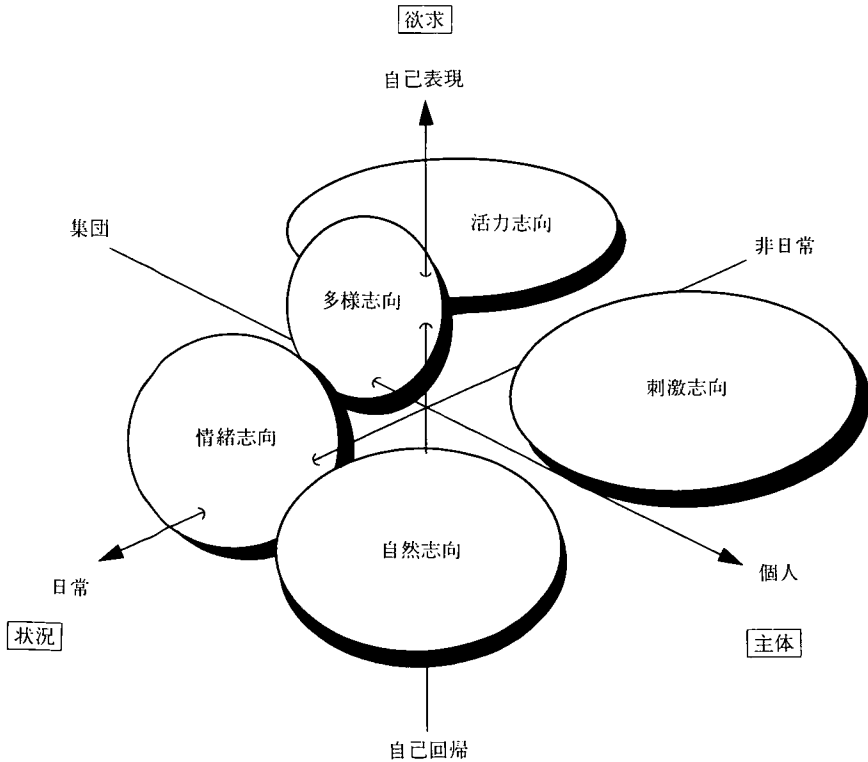 欲求
自己表現
活力志向
集団
非日常
多様志向
刺激志向
情緒志向
自然志向
個人
日常
状況
主体
自己回帰